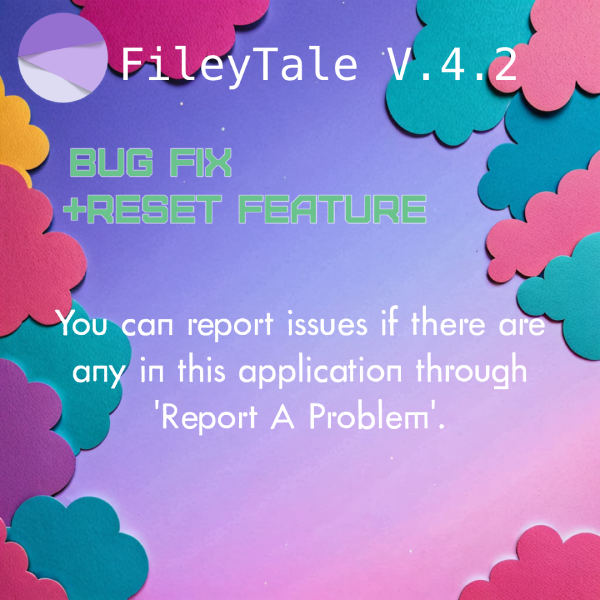 FileyTale V.4.2
BUG FIX
+RESET FEATURE
You can report issues if there are
any in this application through
'Report A Problem'.